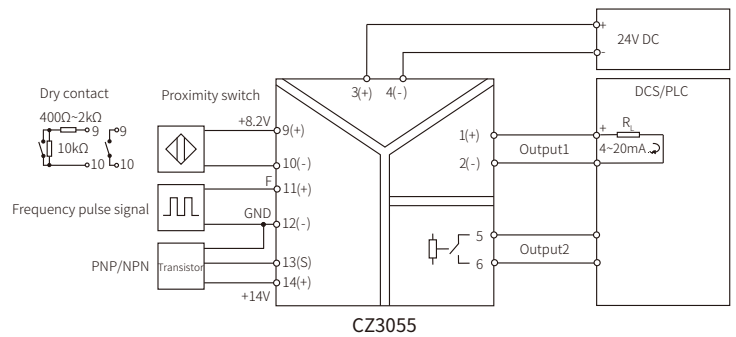 24V DC
+
-
3(+) 4(-)
DCS/PLC
Dry contact
400Ω~2kΩ
9 9
10kΩ
10 10
Proximity switch
+8.2V
9(+)
10(-)
1(+)
2(-)
Output1
+ RL
4~20mA
Frequency pulse signal
F
11(+)
GND
12(-)
PNP/NPN
Transistor
13(S)
14(+)
+14V
5
6
Output2
CZ3055